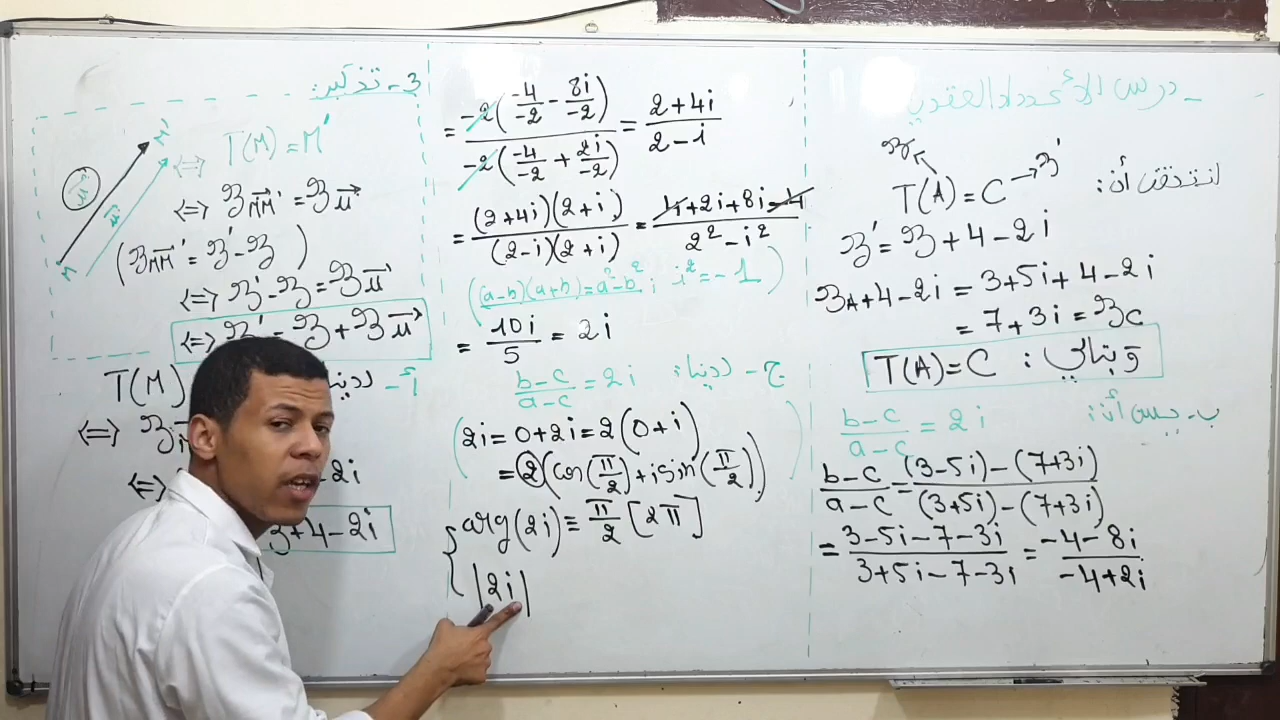 3- تذكير:
T(M) = M'
⇔ z_MM' = z_u
(z_MM' = z' - z)
⇔ z' - z = z_u
⇔ z' = z + z_u
أ- لدينا
T(M)
⇔ z
⇔ - 2i
z + 4 - 2i
= -2(-4/-2 - 8i/-2) / -2(-4/-2 + 2i/-2) = 2+4i / 2-i
= (2+4i)(2+i) / (2-i)(2+i) = 4i+2i+8i-4 / 2² - i²
((a-b)(a+b) = a²-b² ; i² = -1)
= 10i/5 = 2i
ج- لدينا: b-c/a-c = 2i
(2i = 0+2i = 2(0+i)
= 2(cos(π/2) + i sin(π/2)))
{ arg(2i) ≡ π/2 [2π]
|2i|
- درس الأعداد العقدية
لنتحقق أن:
z
T(A) = C → z'
z' = z + 4 - 2i
z_A + 4 - 2i = 3 + 5i + 4 - 2i
= 7 + 3i = z_C
وبالتالي : T(A) = C
ب- بين أن: b-c/a-c = 2i
b-c/a-c = (3-5i)-(7+3i) / (3+5i)-(7+3i)
= 3-5i-7-3i / 3+5i-7-3i = -4-8i / -4+2i